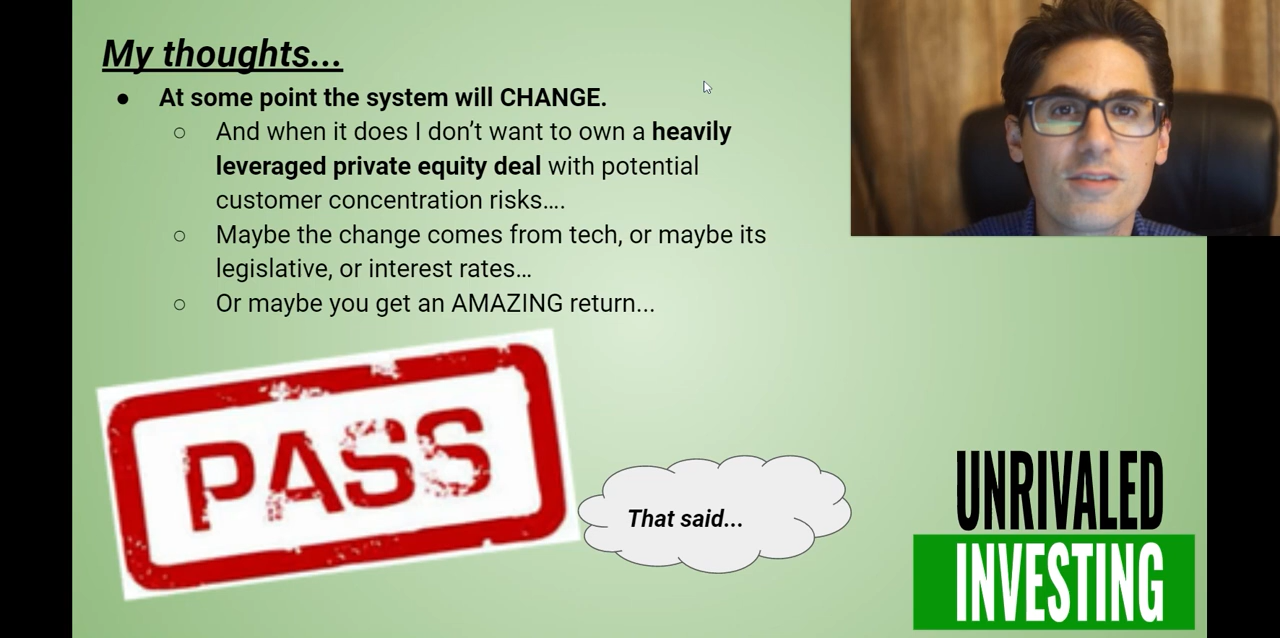 My thoughts...
● At some point the system will CHANGE.
○ And when it does I don’t want to own a heavily
leveraged private equity deal with potential
customer concentration risks....
○ Maybe the change comes from tech, or maybe its
legislative, or interest rates…
○ Or maybe you get an AMAZING return...
PASS
That said...
UNRIVALED
INVESTING